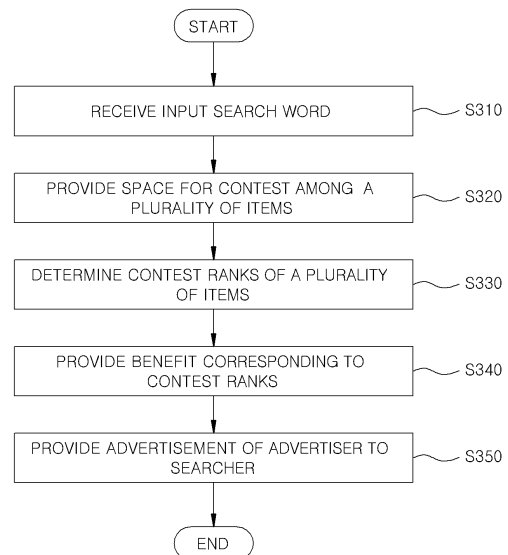 START
RECEIVE INPUT SEARCH WORD
S310
PROVIDE SPACE FOR CONTEST AMONG A
PLURALITY OF ITEMS
S320
DETERMINE CONTEST RANKS OF A PLURALITY
OF ITEMS
S330
PROVIDE BENEFIT CORRESPONDING TO
CONTEST RANKS
S340
PROVIDE ADVERTISEMENT OF ADVERTISER TO
SEARCHER
S350
END